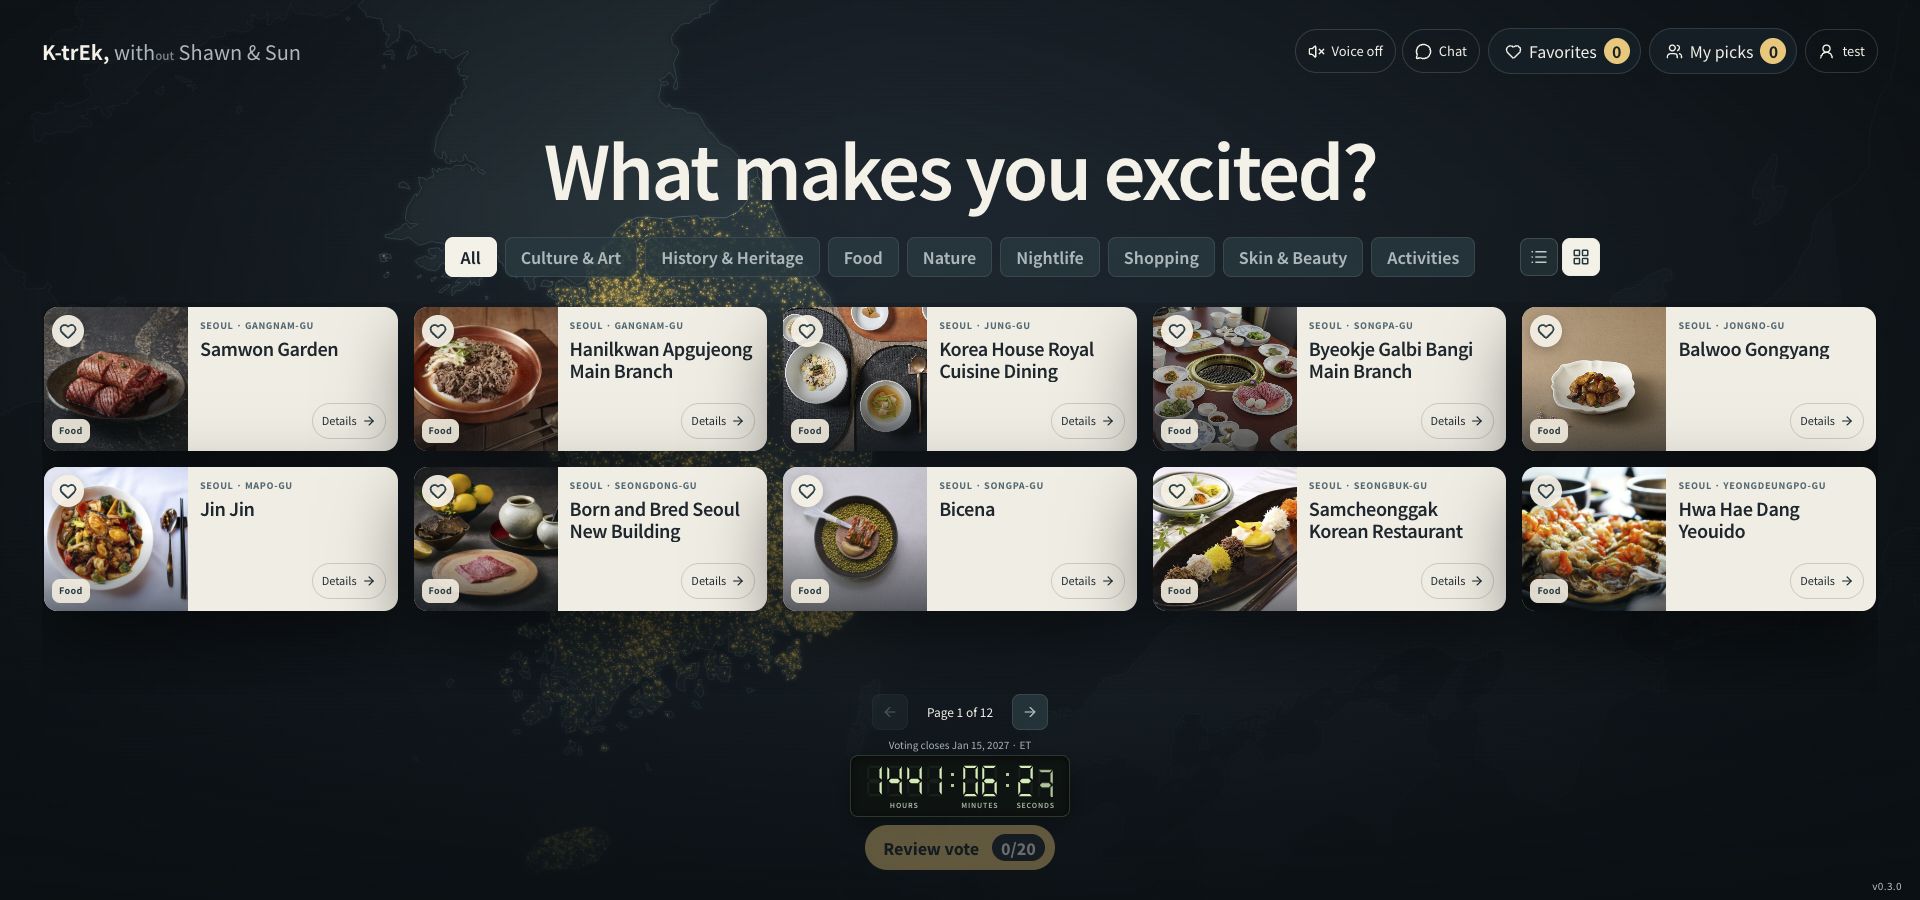 K-trEk, without Shawn & Sun
Voice off
Chat
Favorites 0
My picks 0
test
What makes you excited?
All
Culture & Art
History & Heritage
Food
Nature
Nightlife
Shopping
Skin & Beauty
Activities
Food
SEOUL · GANGNAM-GU
Samwon Garden
Details
Food
SEOUL · GANGNAM-GU
Hanilkwan Apgujeong
Main Branch
Details
Food
SEOUL · JUNG-GU
Korea House Royal
Cuisine Dining
Details
Food
SEOUL · SONGPA-GU
Byeokje Galbi Bangi
Main Branch
Details
Food
SEOUL · JONGNO-GU
Balwoo Gongyang
Details
Food
SEOUL · MAPO-GU
Jin Jin
Details
Food
SEOUL · SEONGDONG-GU
Born and Bred Seoul
New Building
Details
Food
SEOUL · SONGPA-GU
Bicena
Details
Food
SEOUL · SEONGBUK-GU
Samcheonggak
Korean Restaurant
Details
Food
SEOUL · YEONGDEUNGPO-GU
Hwa Hae Dang
Yeouido
Details
Page 1 of 12
Voting closes Jan 15, 2027 · ET
1441:06:
HOURS MINUTES SECONDS
Review vote 0/20
v0.3.0